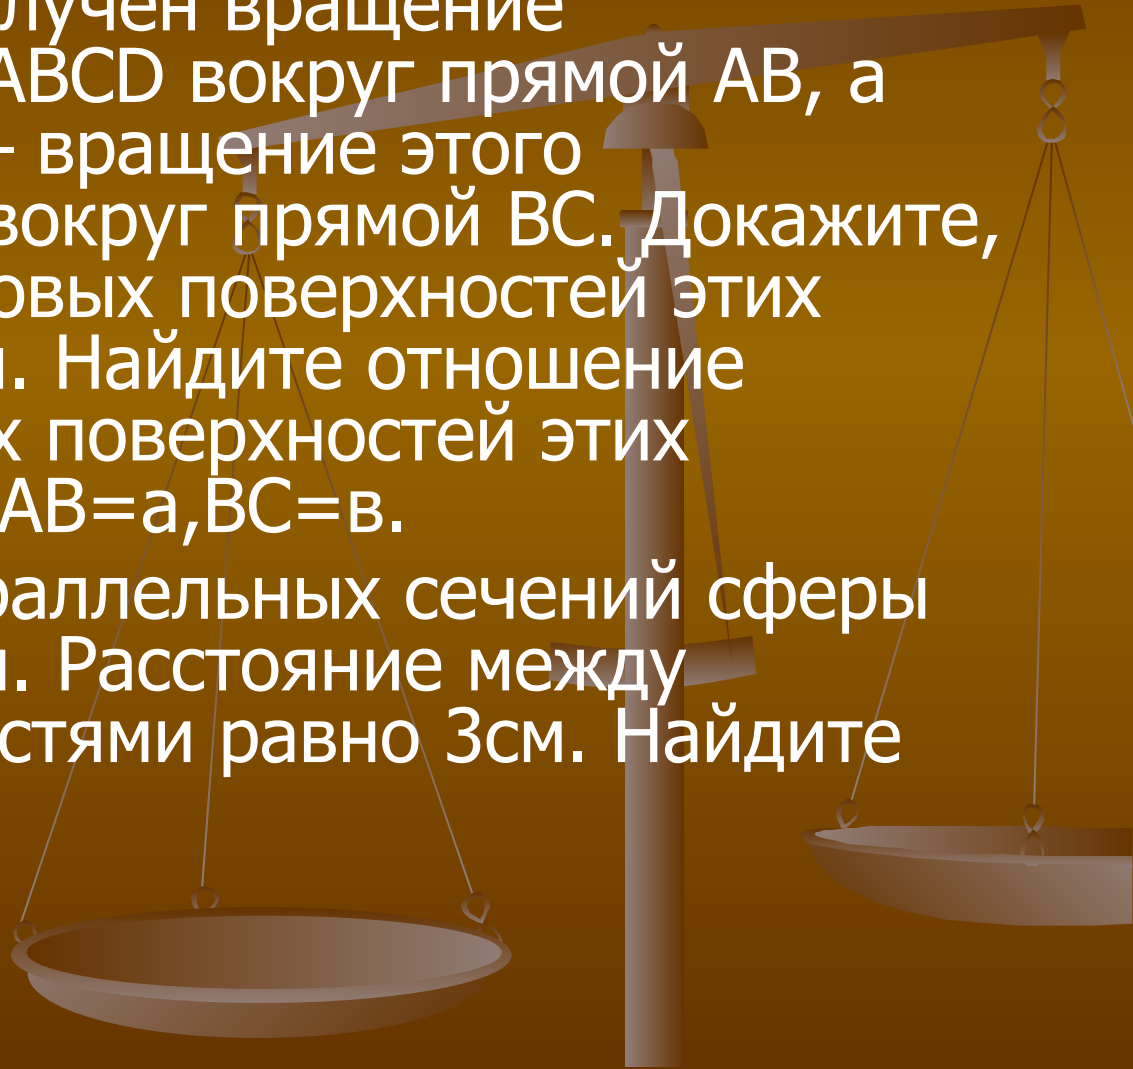 лучен вращение
ABCD вокруг прямой АВ, а
– вращение этого
вокруг прямой ВС. Докажите,
овых поверхностей этих
и. Найдите отношение
х поверхностей этих
АВ=а,ВС=в.
раллельных сечений сферы
м. Расстояние между
стями равно 3см. Найдите